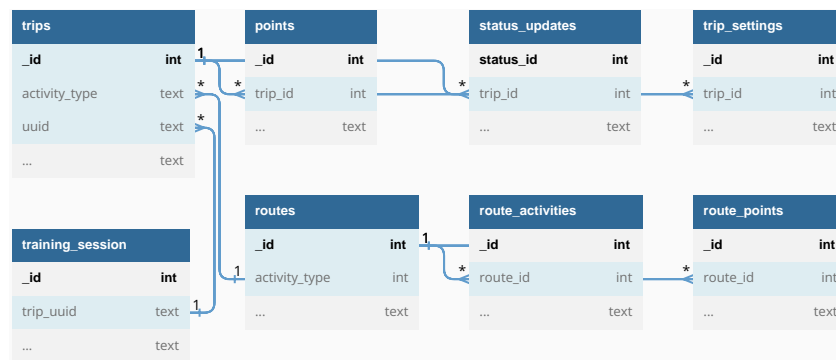 trips
_id int
activity_type text
uuid text
... text
points
_id int
trip_id int
... text
status_updates
status_id int
trip_id int
... text
trip_settings
_id int
trip_id int
... text
1
*
*
*
*
*
training_session
_id int
trip_uuid text
... text
routes
_id int
activity_type int
... text
route_activities
_id int
route_id int
... text
route_points
_id int
route_id int
... text
1
1
1
*
*